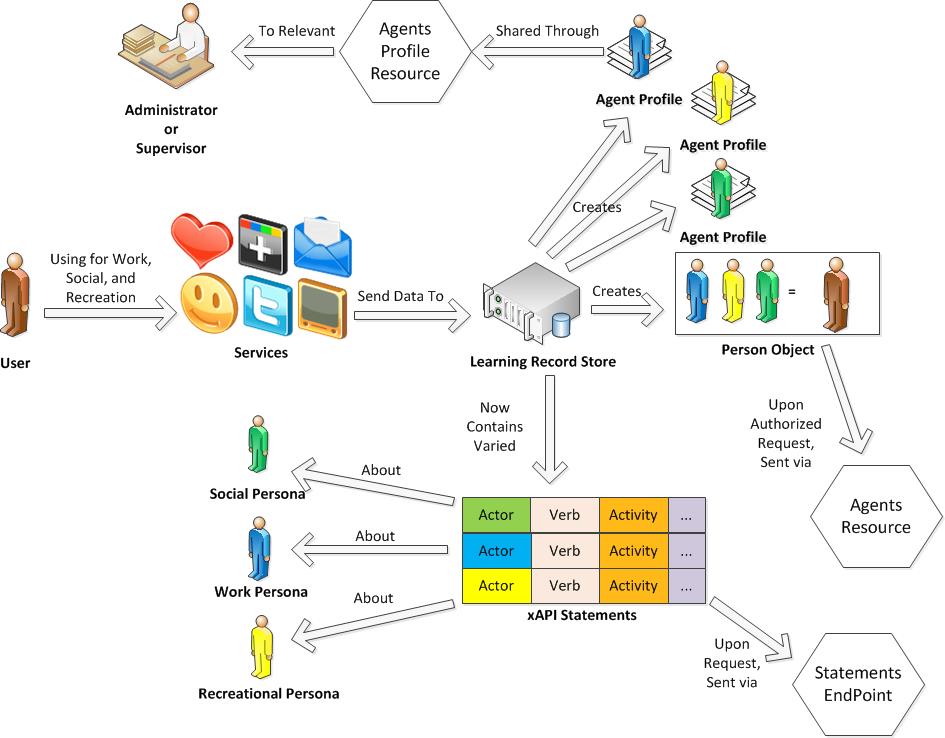 Administrator
or
Supervisor
To Relevant
Agents
Profile
Resource
Shared Through
Agent Profile
Agent Profile
Agent Profile
Creates
User
Using for Work,
Social, and
Recreation
Services
Send Data To
Learning Record Store
Creates
=
Person Object
Upon
Authorized
Request,
Sent via
Agents
Resource
Now
Contains
Varied
Social Persona
About
Work Persona
About
Recreational Persona
About
Actor Verb Activity ...
Actor Verb Activity ...
Actor Verb Activity ...
xAPI Statements
Upon
Request,
Sent via
Statements
EndPoint